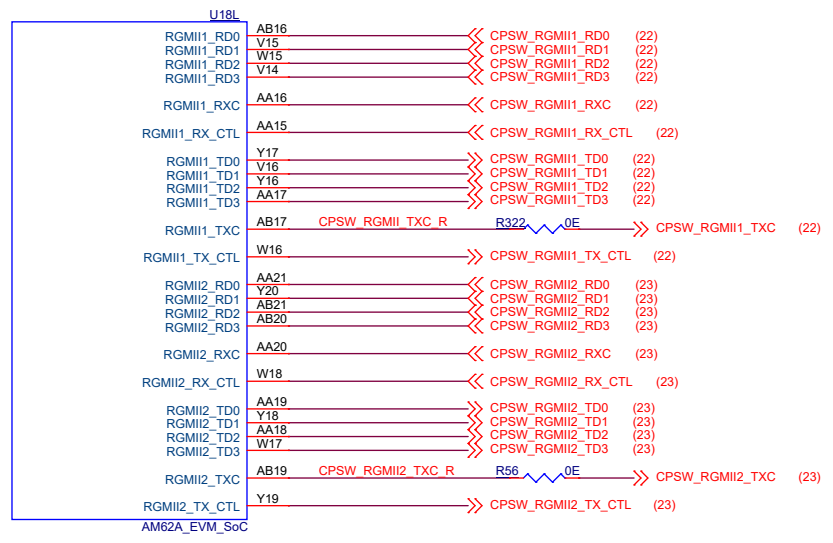 U18L
RGMII1_RD0 AB16 CPSW_RGMII1_RD0 (22)
RGMII1_RD1 V15 CPSW_RGMII1_RD1 (22)
RGMII1_RD2 W15 CPSW_RGMII1_RD2 (22)
RGMII1_RD3 V14 CPSW_RGMII1_RD3 (22)
RGMII1_RXC AA16 CPSW_RGMII1_RXC (22)
RGMII1_RX_CTL AA15 CPSW_RGMII1_RX_CTL (22)
RGMII1_TD0 Y17 CPSW_RGMII1_TD0 (22)
RGMII1_TD1 V16 CPSW_RGMII1_TD1 (22)
RGMII1_TD2 Y16 CPSW_RGMII1_TD2 (22)
RGMII1_TD3 AA17 CPSW_RGMII1_TD3 (22)
RGMII1_TXC AB17 CPSW_RGMII_TXC_R R322 0E CPSW_RGMII1_TXC (22)
RGMII1_TX_CTL W16 CPSW_RGMII1_TX_CTL (22)
RGMII2_RD0 AA21 CPSW_RGMII2_RD0 (23)
RGMII2_RD1 Y20 CPSW_RGMII2_RD1 (23)
RGMII2_RD2 AB21 CPSW_RGMII2_RD2 (23)
RGMII2_RD3 AB20 CPSW_RGMII2_RD3 (23)
RGMII2_RXC AA20 CPSW_RGMII2_RXC (23)
RGMII2_RX_CTL W18 CPSW_RGMII2_RX_CTL (23)
RGMII2_TD0 AA19 CPSW_RGMII2_TD0 (23)
RGMII2_TD1 Y18 CPSW_RGMII2_TD1 (23)
RGMII2_TD2 AA18 CPSW_RGMII2_TD2 (23)
RGMII2_TD3 W17 CPSW_RGMII2_TD3 (23)
RGMII2_TXC AB19 CPSW_RGMII2_TXC_R R56 0E CPSW_RGMII2_TXC (23)
RGMII2_TX_CTL Y19 CPSW_RGMII2_TX_CTL (23)
AM62A_EVM_SoC